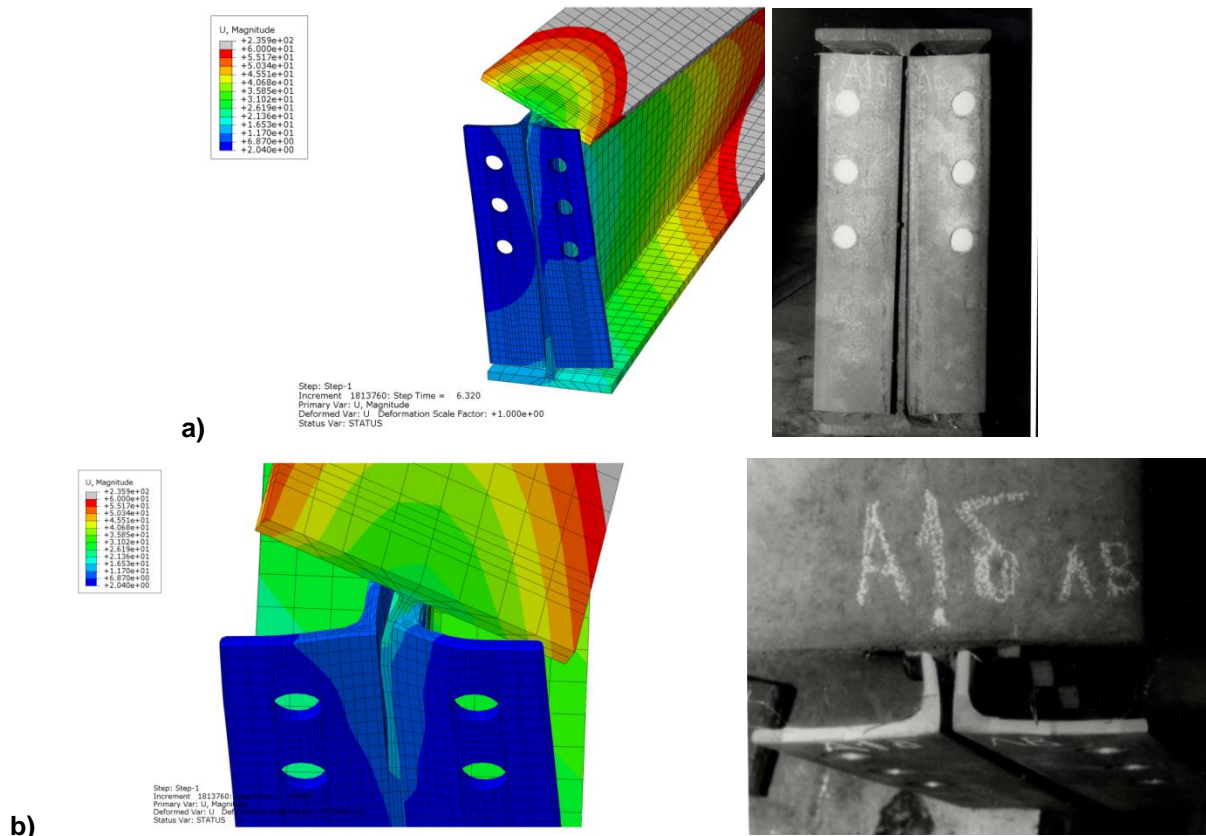 U, Magnitude
+2.359e+02
+6.000e+01
+5.517e+01
+5.034e+01
+4.551e+01
+4.068e+01
+3.585e+01
+3.102e+01
+2.619e+01
+2.136e+01
+1.653e+01
+1.170e+01
+6.870e+00
+2.040e+00
Step: Step-1
Increment 1813760: Step Time = 6.320
Primary Var: U, Magnitude
Deformed Var: U Deformation Scale Factor: +1.000e+00
Status Var: STATUS
a)
U, Magnitude
+2.359e+02
+6.000e+01
+5.517e+01
+5.034e+01
+4.551e+01
+4.068e+01
+3.585e+01
+3.102e+01
+2.619e+01
+2.136e+01
+1.653e+01
+1.170e+01
+6.870e+00
+2.040e+00
Step: Step-1
Increment 1813760: Step
Primary Var: U, Magnitude
Deformed Var: U
Status Var: STATUS
b)